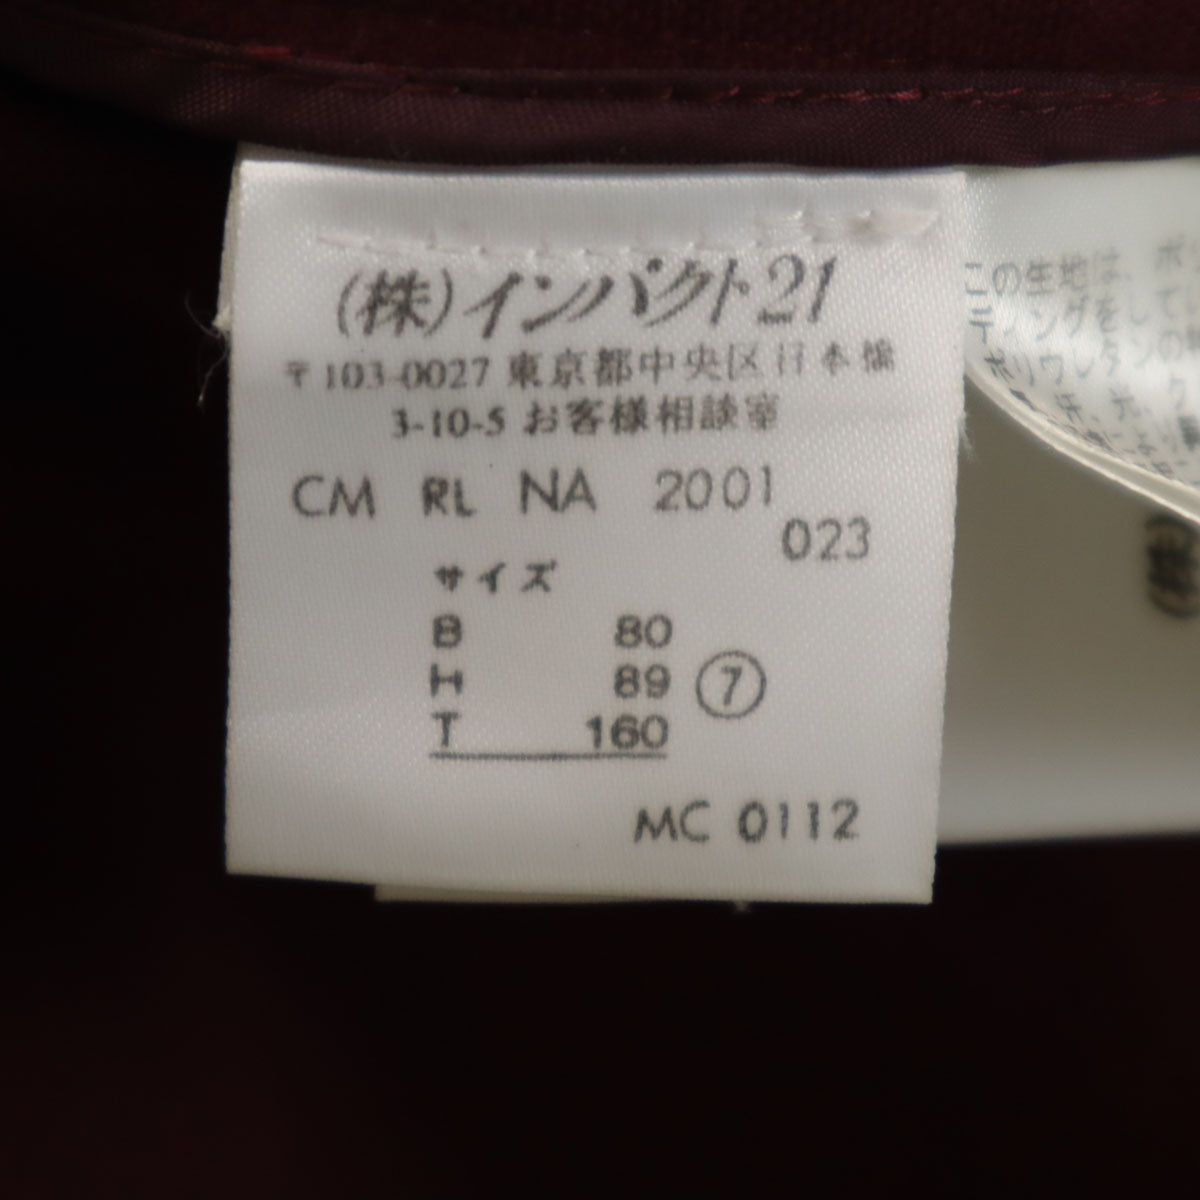 (株)インパクト21
〒103-0027 東京都中央区日本橋
3-10-5 お客様相談室
CM RL NA 2001
023
サイズ
B 80
H 89 ⑦
T 160
MC 0112
この生地は、ポ
(株)